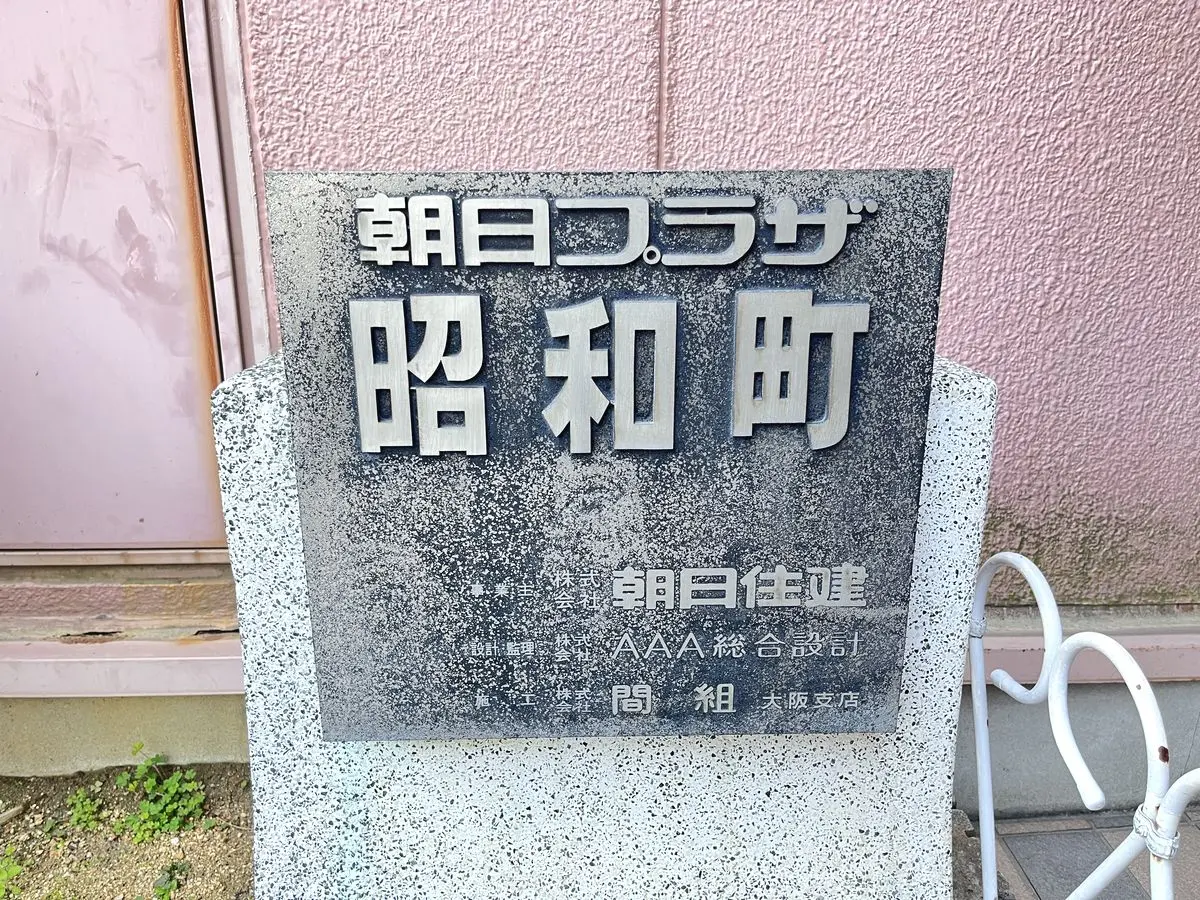 朝日プラザ
昭和町
事業主 株式会社 朝日住建
設計監理 株式会社 AAA総合設計
施工 株式会社 間組 大阪支店